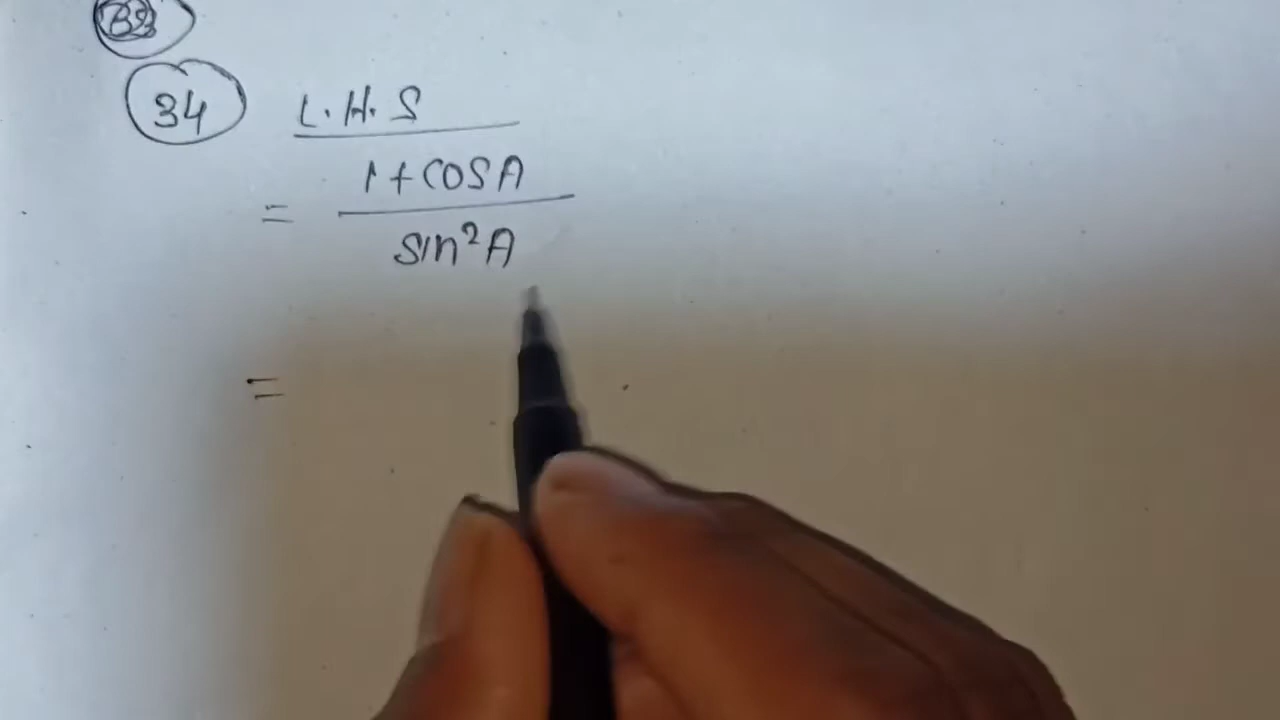 34 L.H.S
1+COSA
=
sin²A
=